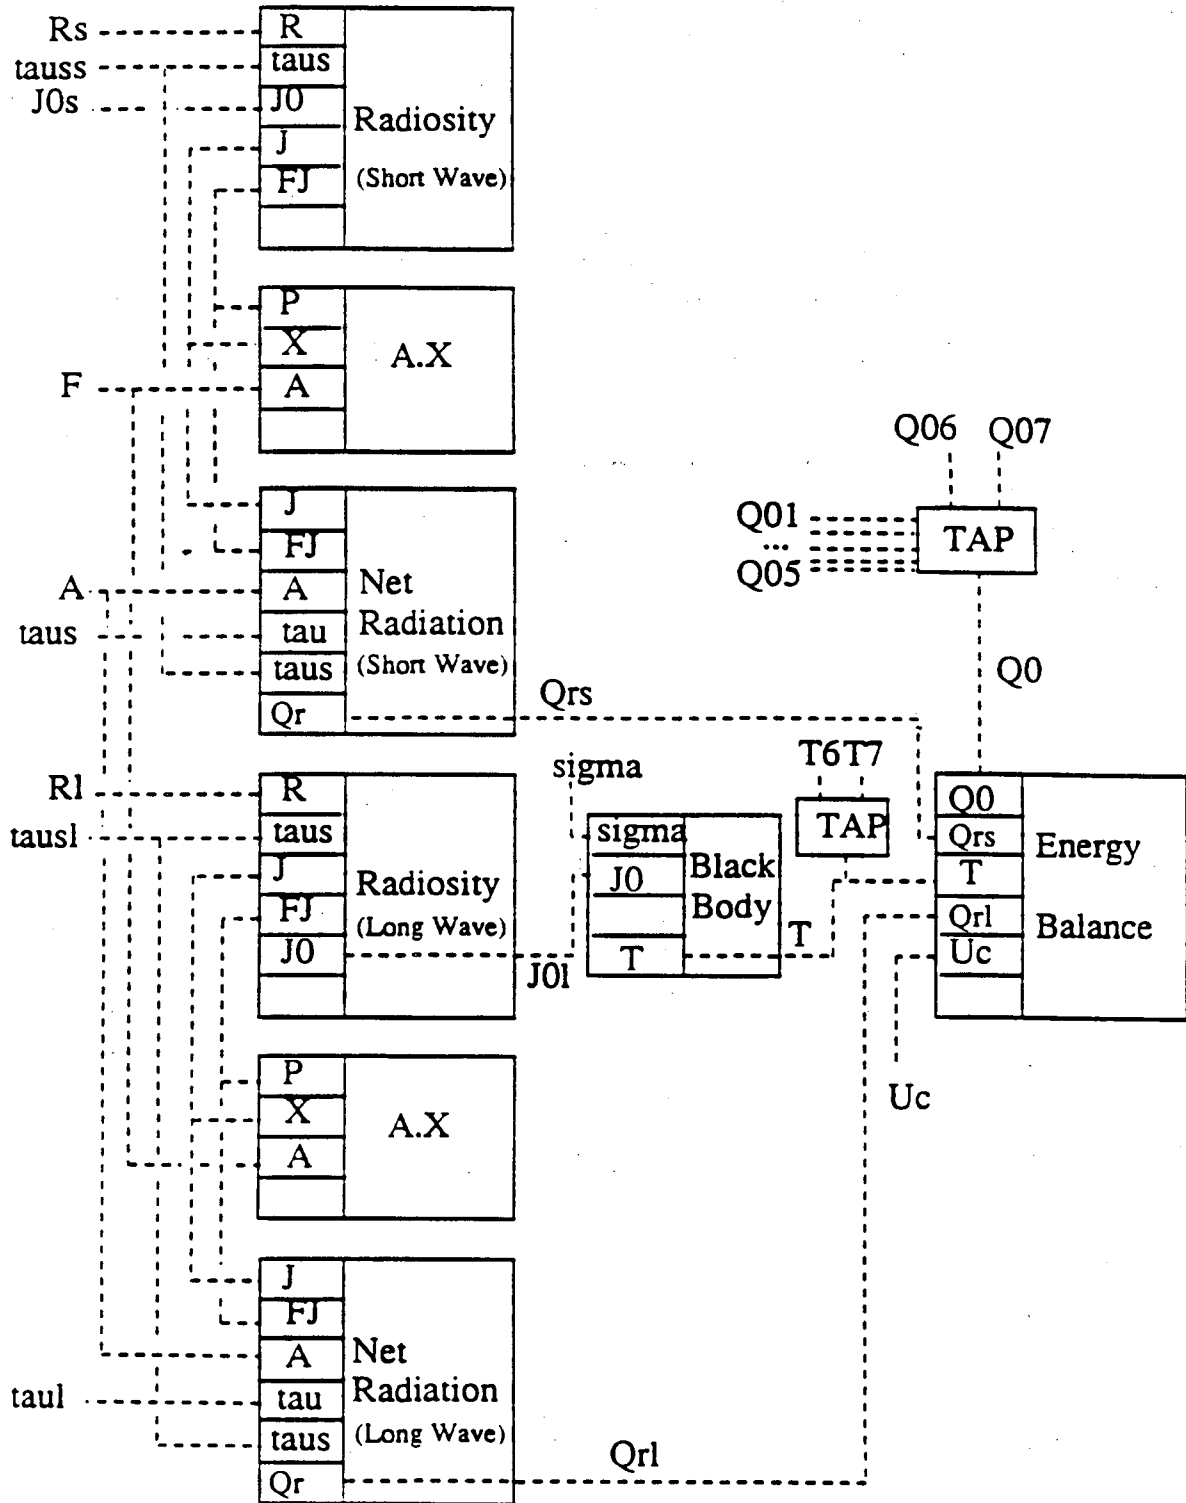 Rs
R
tauss
taus
J0s
J0
Radiosity
J
(Short Wave)
FJ
P
X
A.X
F
A
Q06
Q07
J
Q01
TAP
FJ
...
Q05
A
A
Net
taus
tau
Radiation
taus
(Short Wave)
Q0
Qr
Qrs
sigma
T6
T7
Rl
R
Q0
tausl
taus
sigma
TAP
Qrs
Energy
J
Radiosity
J0
Black
T
FJ
(Long Wave)
Body
Qrl
Balance
J0
J0l
T
T
Uc
P
Uc
X
A.X
A
J
FJ
A
Net
taul
tau
Radiation
taus
(Long Wave)
Qr
Qrl